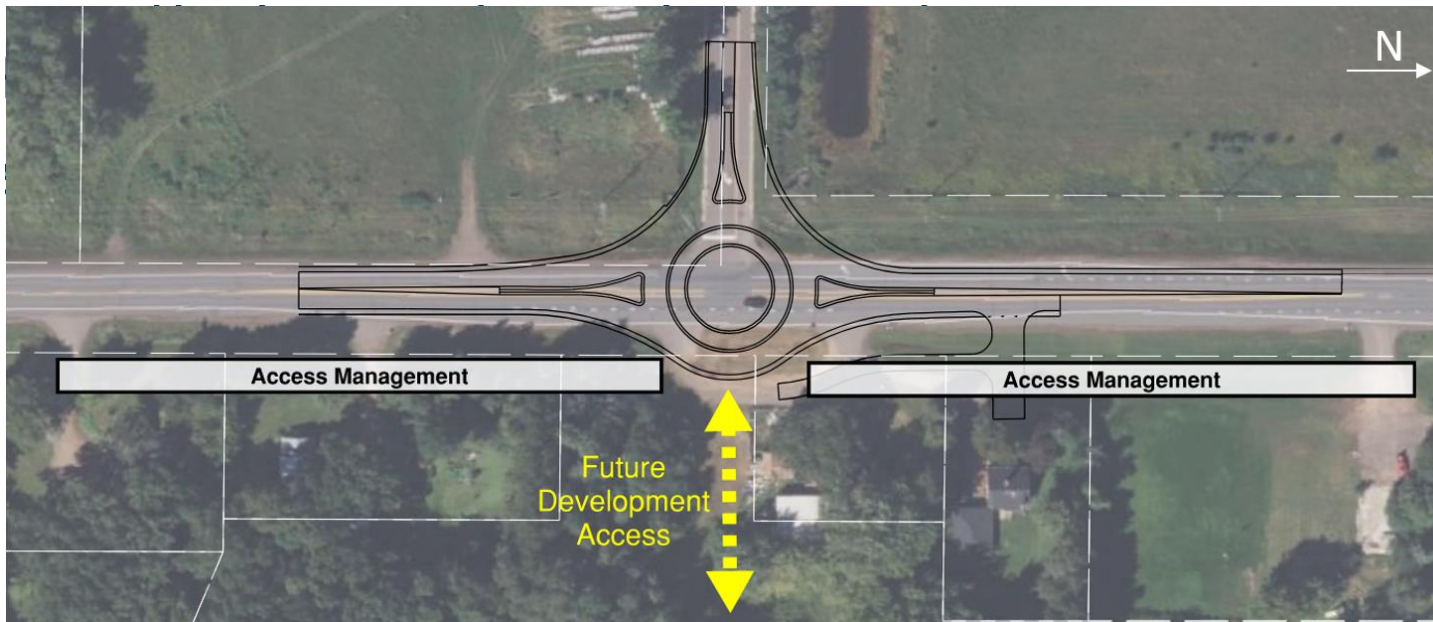 N
Access Management
Access Management
Future
Development
Access